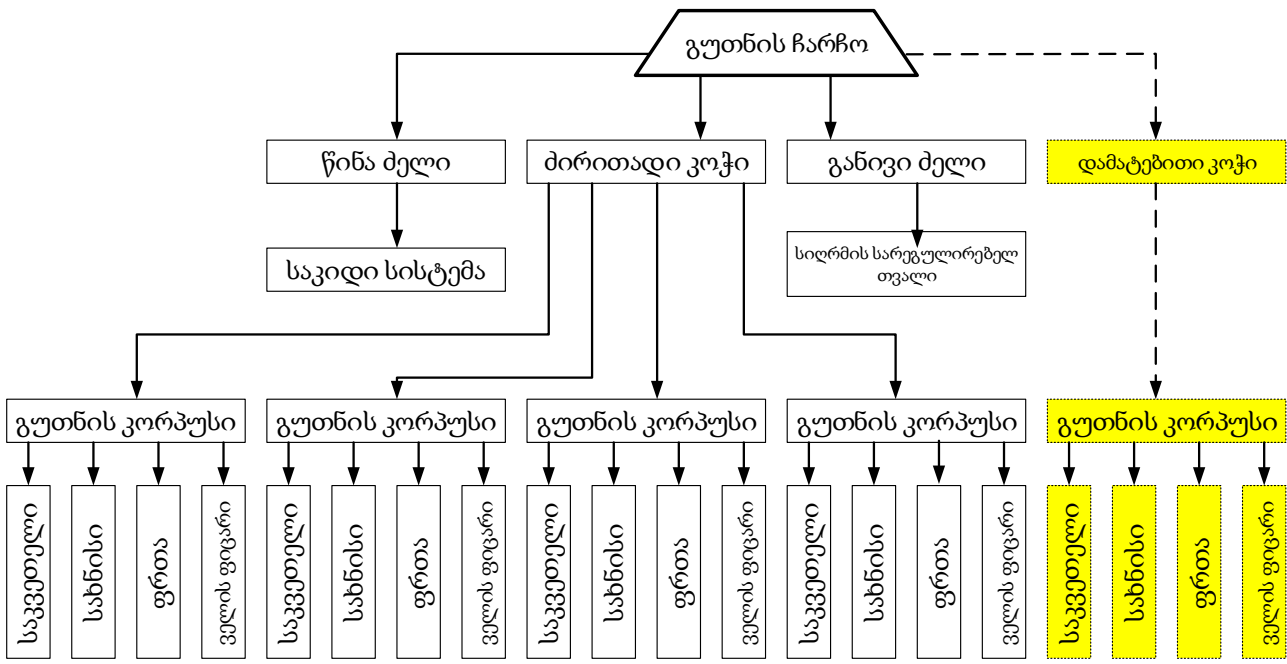 გუთნის ჩარჩო
წინა ძელი
ძირითადი კოჭი
განივი ძელი
დამატებითი კოჭი
საკიდი სისტემა
სიღრმის სარეგულირებელ
თვალი
გუთნის კორპუსი
გუთნის კორპუსი
გუთნის კორპუსი
გუთნის კორპუსი
გუთნის კორპუსი
საკვეთელი
სახნისი
ფრთა
ველის ფიცარი
საკვეთელი
სახნისი
ფრთა
ველის ფიცარი
საკვეთელი
სახნისი
ფრთა
ველის ფიცარი
საკვეთელი
სახნისი
ფრთა
ველის ფიცარი
საკვეთელი
სახნისი
ფრთა
ველის ფიცარი